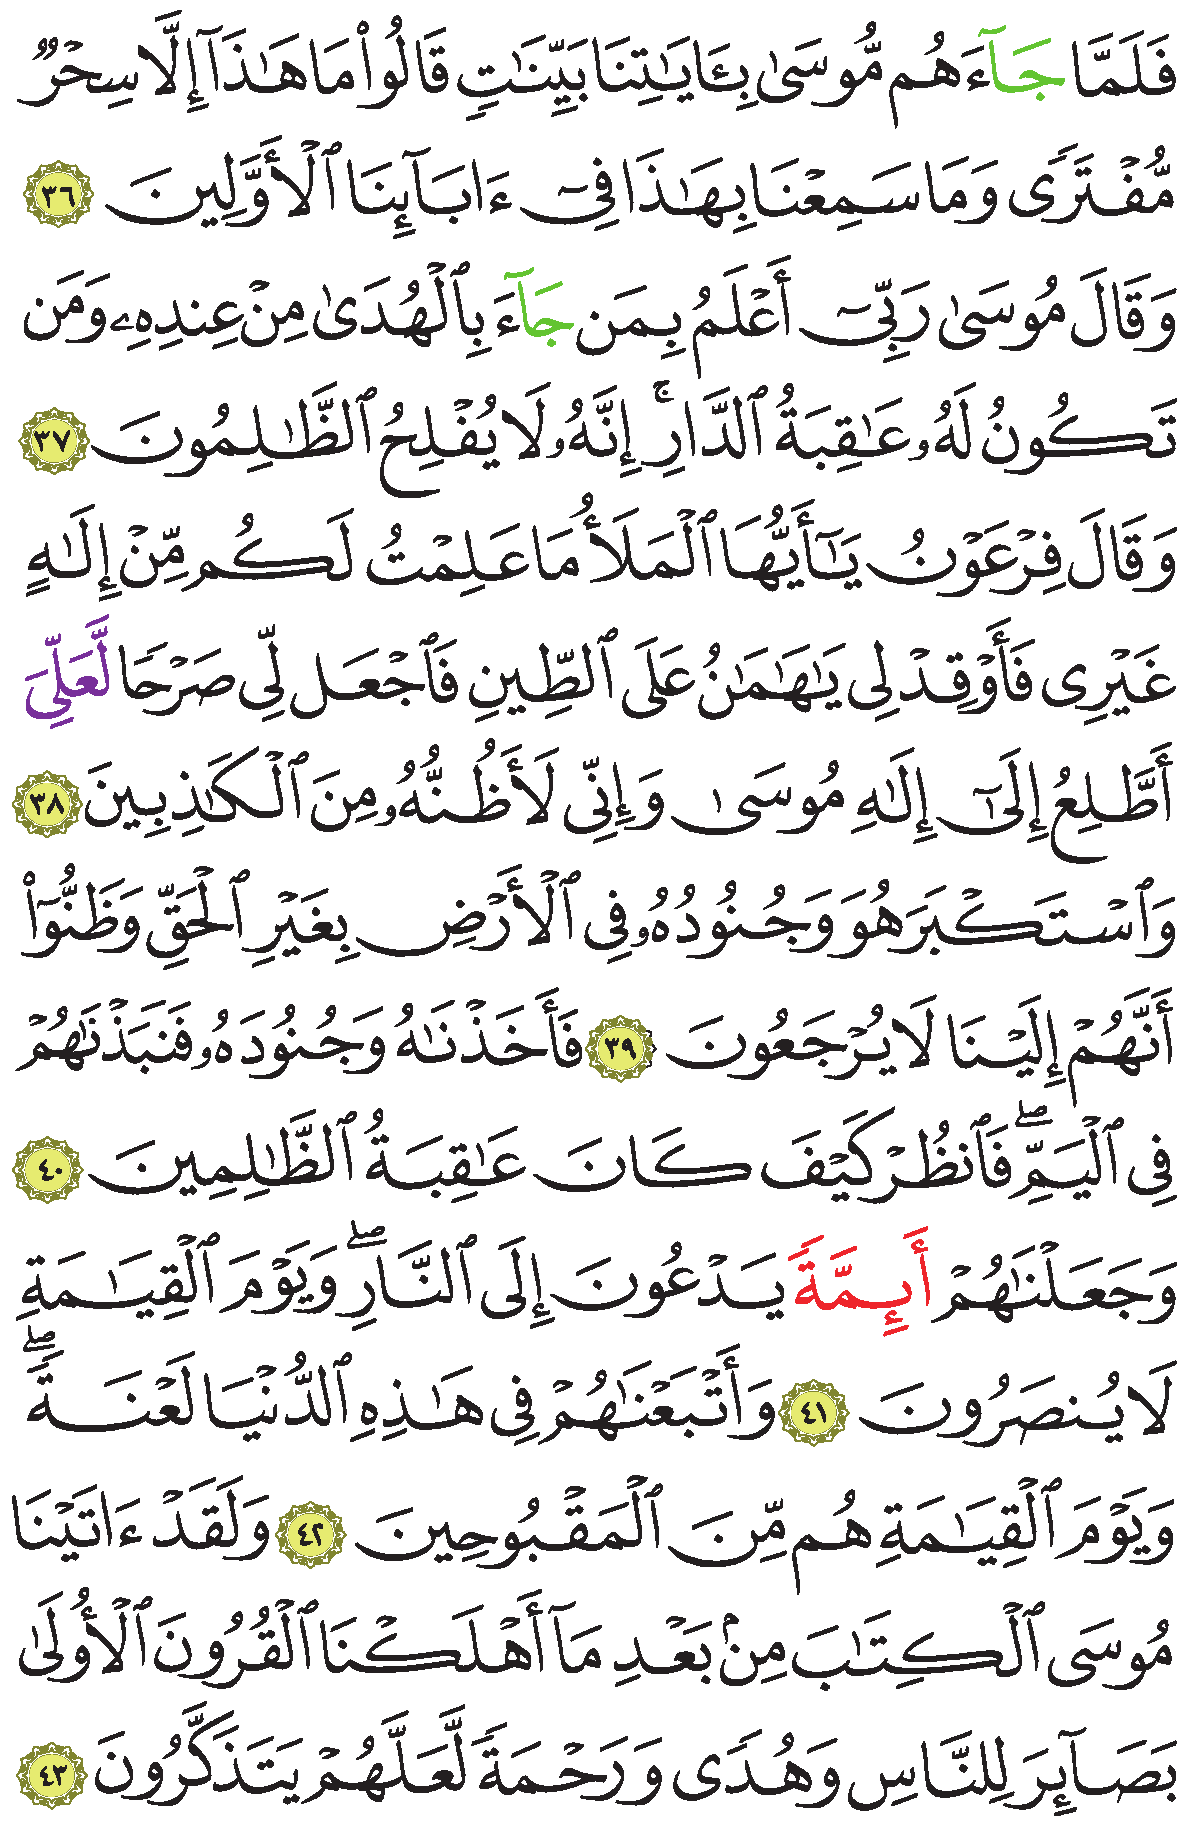 فَلَمَّا جَآءَهُم مُّوسَىٰ بِـَٔايَٰتِنَا بَيِّنَٰتٍ قَالُوا۟ مَا هَٰذَآ إِلَّا سِحْرٌ
مُّفْتَرًى وَمَا سَمِعْنَا بِهَٰذَا فِىٓ ءَابَآئِنَا ٱلْأَوَّلِينَ ٣٦
وَقَالَ مُوسَىٰ رَبِّىٓ أَعْلَمُ بِمَن جَآءَ بِٱلْهُدَىٰ مِنْ عِندِهِۦ وَمَن
تَكُونُ لَهُۥ عَٰقِبَةُ ٱلدَّارِ ۚ إِنَّهُۥ لَا يُفْلِحُ ٱلظَّٰلِمُونَ ٣٧
وَقَالَ فِرْعَوْنُ يَٰٓأَيُّهَا ٱلْمَلَأُ مَا عَلِمْتُ لَكُم مِّنْ إِلَٰهٍ
غَيْرِى فَأَوْقِدْ لِى يَٰهَٰمَٰنُ عَلَى ٱلطِّينِ فَٱجْعَل لِّى صَرْحًا لَّعَلِّىَ
أَطَّلِعُ إِلَىٰٓ إِلَٰهِ مُوسَىٰ وَإِنِّى لَأَظُنُّهُۥ مِنَ ٱلْكَٰذِبِينَ ٣٨
وَٱسْتَكْبَرَ هُوَ وَجُنُودُهُۥ فِى ٱلْأَرْضِ بِغَيْرِ ٱلْحَقِّ وَظَنُّوٓا۟
أَنَّهُمْ إِلَيْنَا لَا يُرْجَعُونَ ٣٩ فَأَخَذْنَٰهُ وَجُنُودَهُۥ فَنَبَذْنَٰهُمْ
فِى ٱلْيَمِّ ۖ فَٱنظُرْ كَيْفَ كَانَ عَٰقِبَةُ ٱلظَّٰلِمِينَ ٤٠
وَجَعَلْنَٰهُمْ أَئِمَّةً يَدْعُونَ إِلَى ٱلنَّارِ ۖ وَيَوْمَ ٱلْقِيَٰمَةِ
لَا يُنصَرُونَ ٤١ وَأَتْبَعْنَٰهُمْ فِى هَٰذِهِ ٱلدُّنْيَا لَعْنَةً ۖ
وَيَوْمَ ٱلْقِيَٰمَةِ هُم مِّنَ ٱلْمَقْبُوحِينَ ٤٢ وَلَقَدْ ءَاتَيْنَا
مُوسَى ٱلْكِتَٰبَ مِنۢ بَعْدِ مَآ أَهْلَكْنَا ٱلْقُرُونَ ٱلْأُولَىٰ
بَصَآئِرَ لِلنَّاسِ وَهُدًى وَرَحْمَةً لَّعَلَّهُمْ يَتَذَكَّرُونَ ٤٣